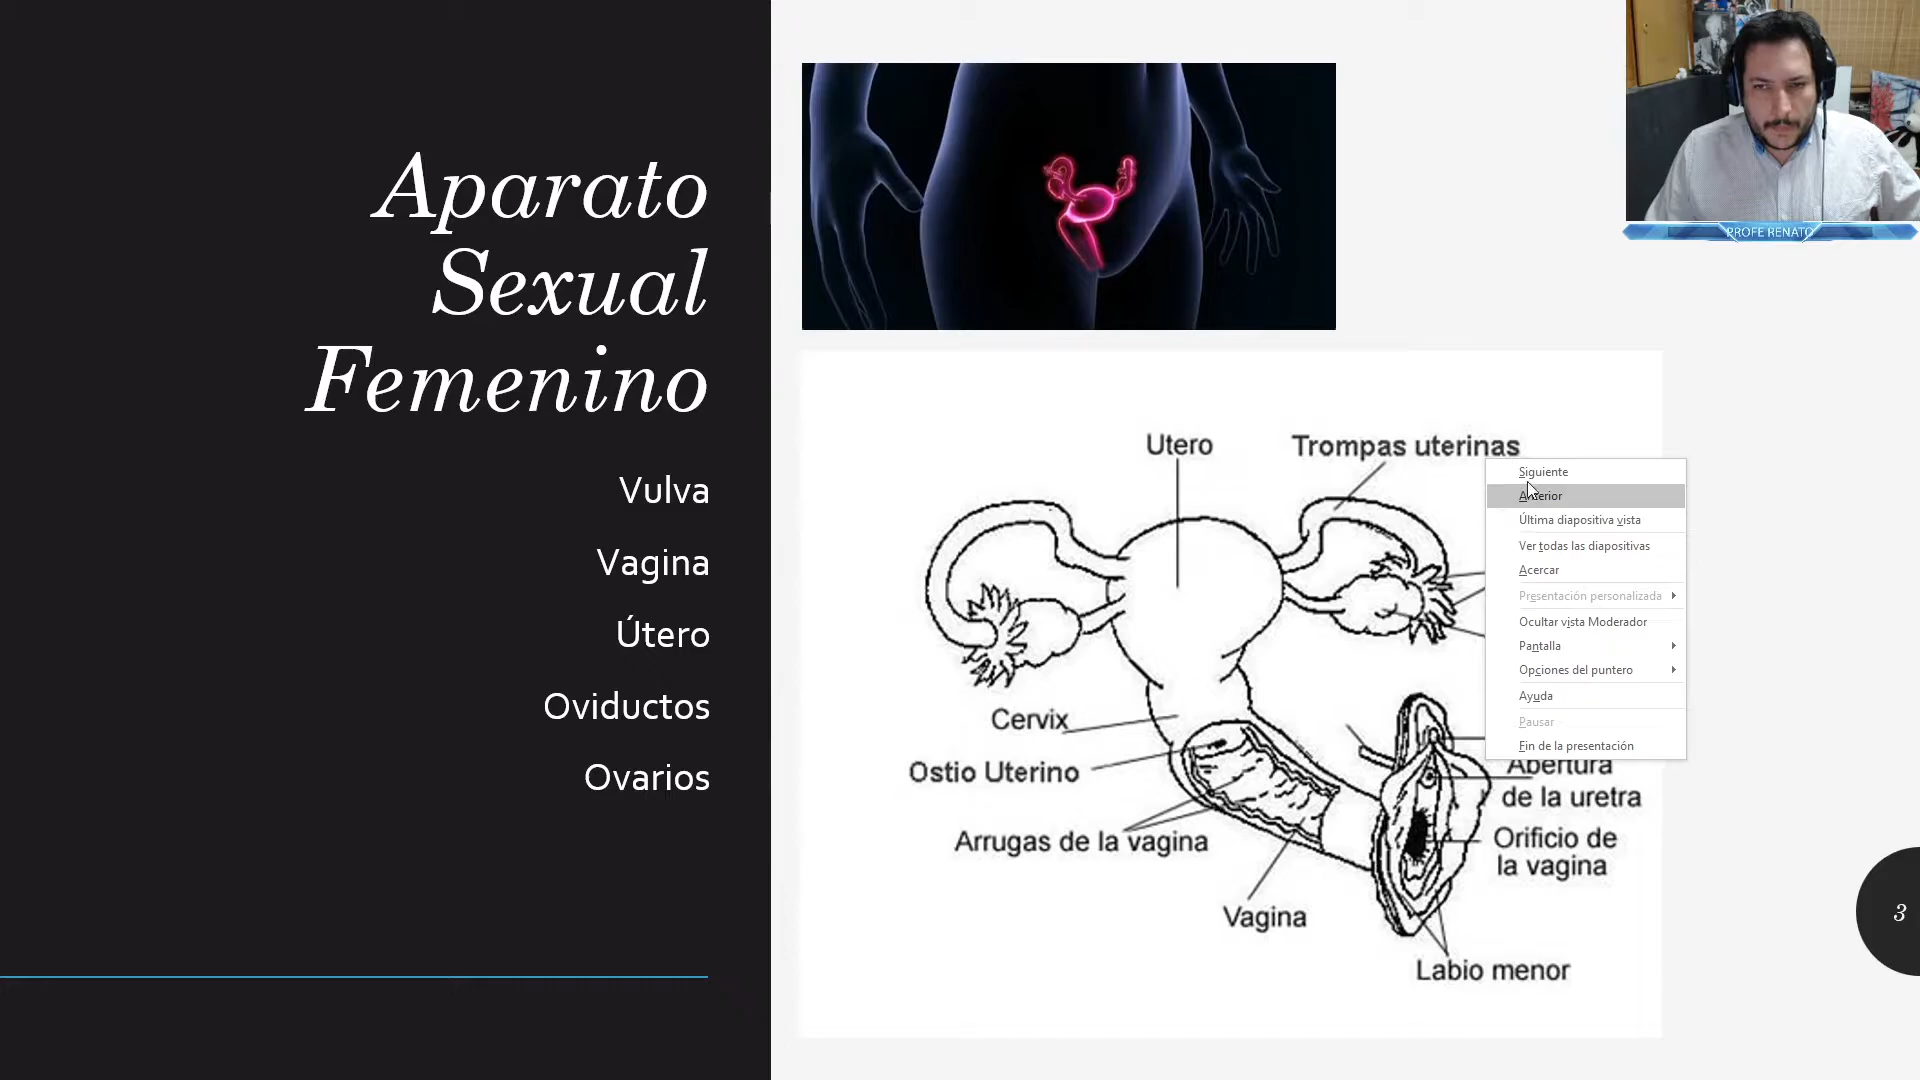 Aparato
Sexual
Femenino
Vulva
Vagina
Útero
Oviductos
Ovarios
PROFE RENATO
Utero
Trompas uterinas
Siguiente
Anterior
Última diapositiva vista
Ver todas las diapositivas
Acercar
Presentación personalizada
Ocultar vista Moderador
Pantalla
Opciones del puntero
Ayuda
Pausar
Fin de la presentación
Cervix
Ostio Uterino
Arrugas de la vagina
Vagina
Abertura
de la uretra
Orificio de
la vagina
Labio menor
3